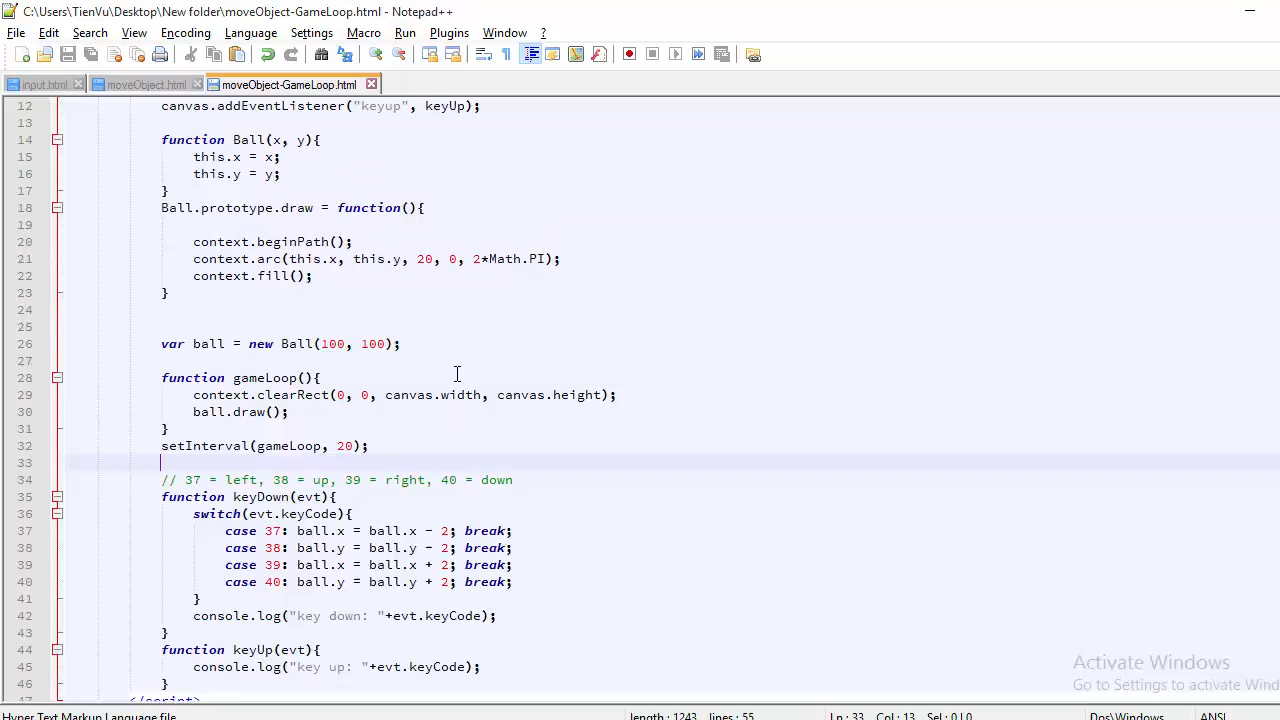 C:\Users\TienVu\Desktop\New folder\moveObject-GameLoop.html - Notepad++
File Edit Search View Encoding Language Settings Macro Run Plugins Window ?
input.html moveObject.html moveObject-GameLoop.html
12 canvas.addEventListener("keyup", keyUp);
13
14 function Ball(x, y){
15 this.x = x;
16 this.y = y;
17 }
18 Ball.prototype.draw = function(){
19
20 context.beginPath();
21 context.arc(this.x, this.y, 20, 0, 2*Math.PI);
22 context.fill();
23 }
24
25
26 var ball = new Ball(100, 100);
27
28 function gameLoop(){
29 context.clearRect(0, 0, canvas.width, canvas.height);
30 ball.draw();
31 }
32 setInterval(gameLoop, 20);
33
34 // 37 = left, 38 = up, 39 = right, 40 = down
35 function keyDown(evt){
36 switch(evt.keyCode){
37 case 37: ball.x = ball.x - 2; break;
38 case 38: ball.y = ball.y - 2; break;
39 case 39: ball.x = ball.x + 2; break;
40 case 40: ball.y = ball.y + 2; break;
41 }
42 console.log("key down: "+evt.keyCode);
43 }
44 function keyUp(evt){
45 console.log("key up: "+evt.keyCode);
46 }
47 </script>
Activate Windows
Go to Settings to activate Wind
Hyper Text Markup Language file length : 1243 lines : 55 Ln : 33 Col : 13 Sel : 0 | 0 Dos\Windows ANSI